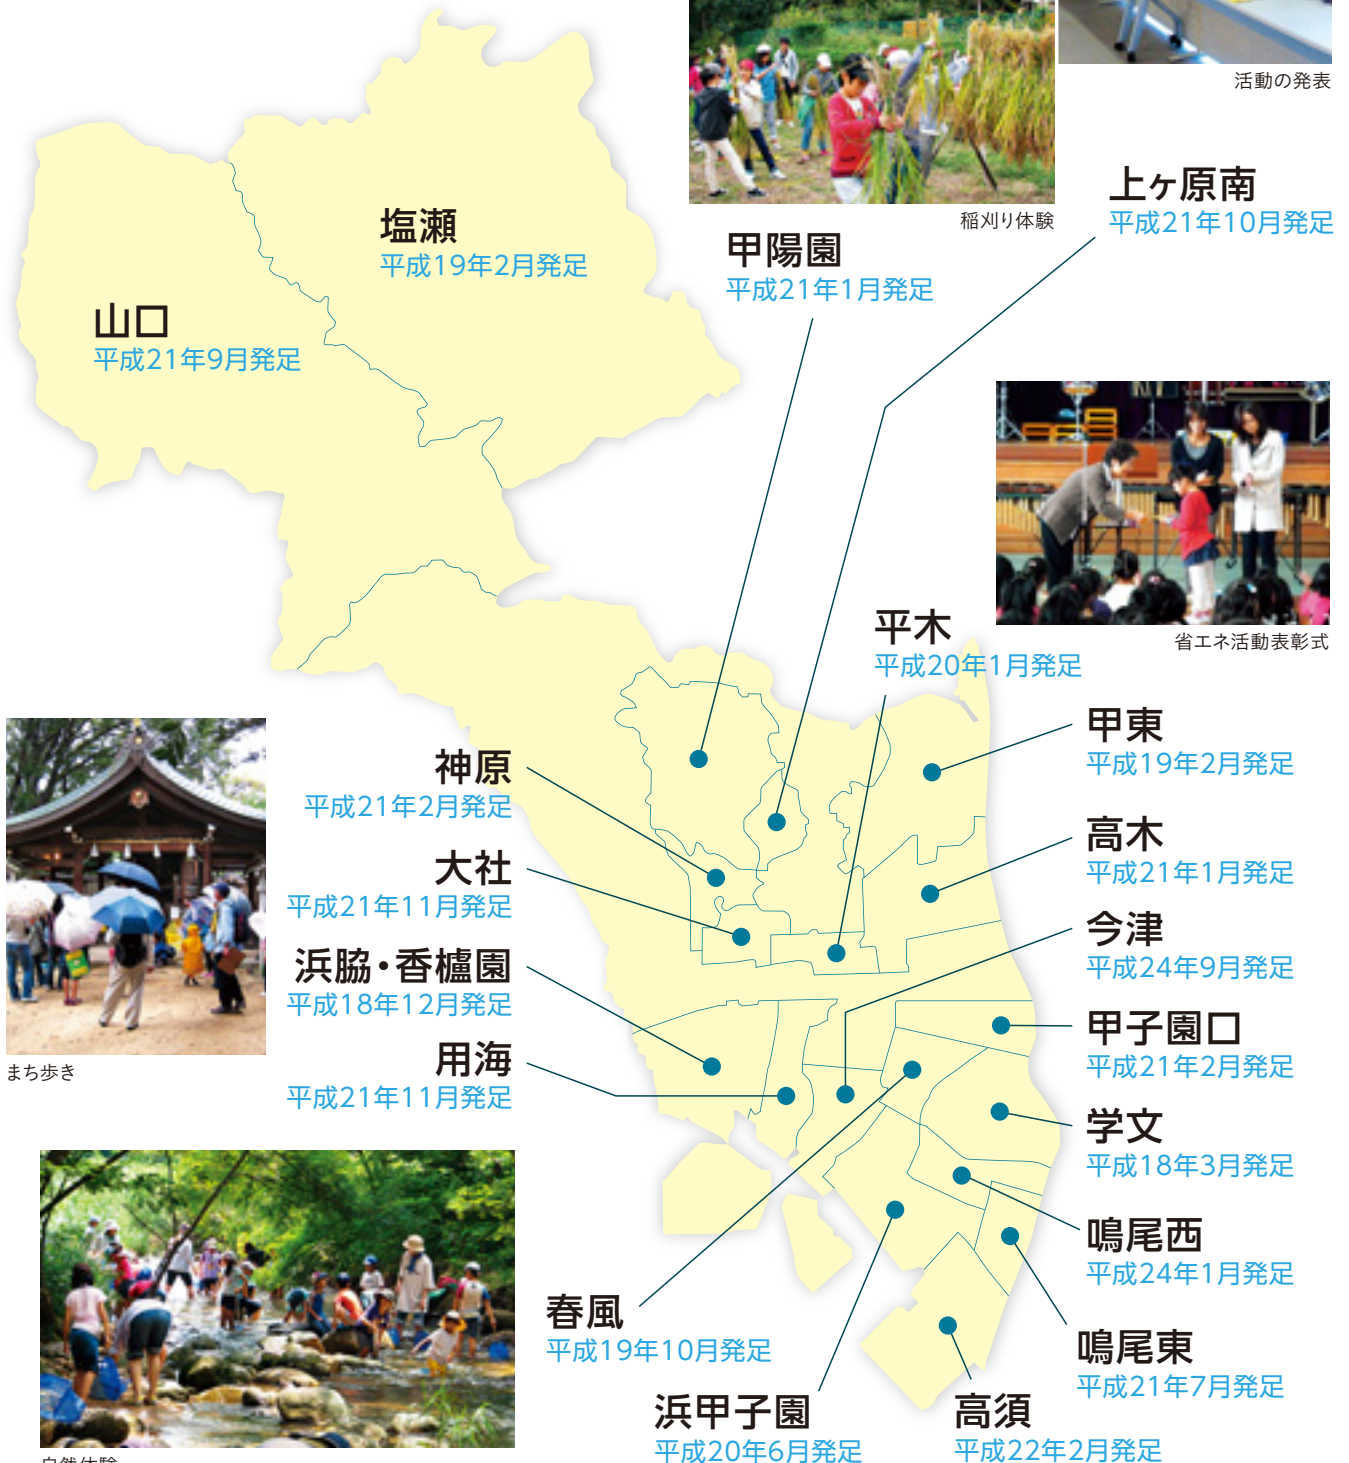 活動の発表
稲刈り体験
上ヶ原南
平成21年10月発足
塩瀬
平成19年2月発足
甲陽園
平成21年1月発足
山口
平成21年9月発足
省エネ活動表彰式
平木
平成20年1月発足
甲東
平成19年2月発足
神原
平成21年2月発足
高木
平成21年1月発足
大社
平成21年11月発足
今津
平成24年9月発足
浜脇・香櫨園
平成18年12月発足
甲子園口
平成21年2月発足
用海
平成21年11月発足
まち歩き
学文
平成18年3月発足
鳴尾西
平成24年1月発足
春風
平成19年10月発足
鳴尾東
平成21年7月発足
浜甲子園
平成20年6月発足
高須
平成22年2月発足
自然体験